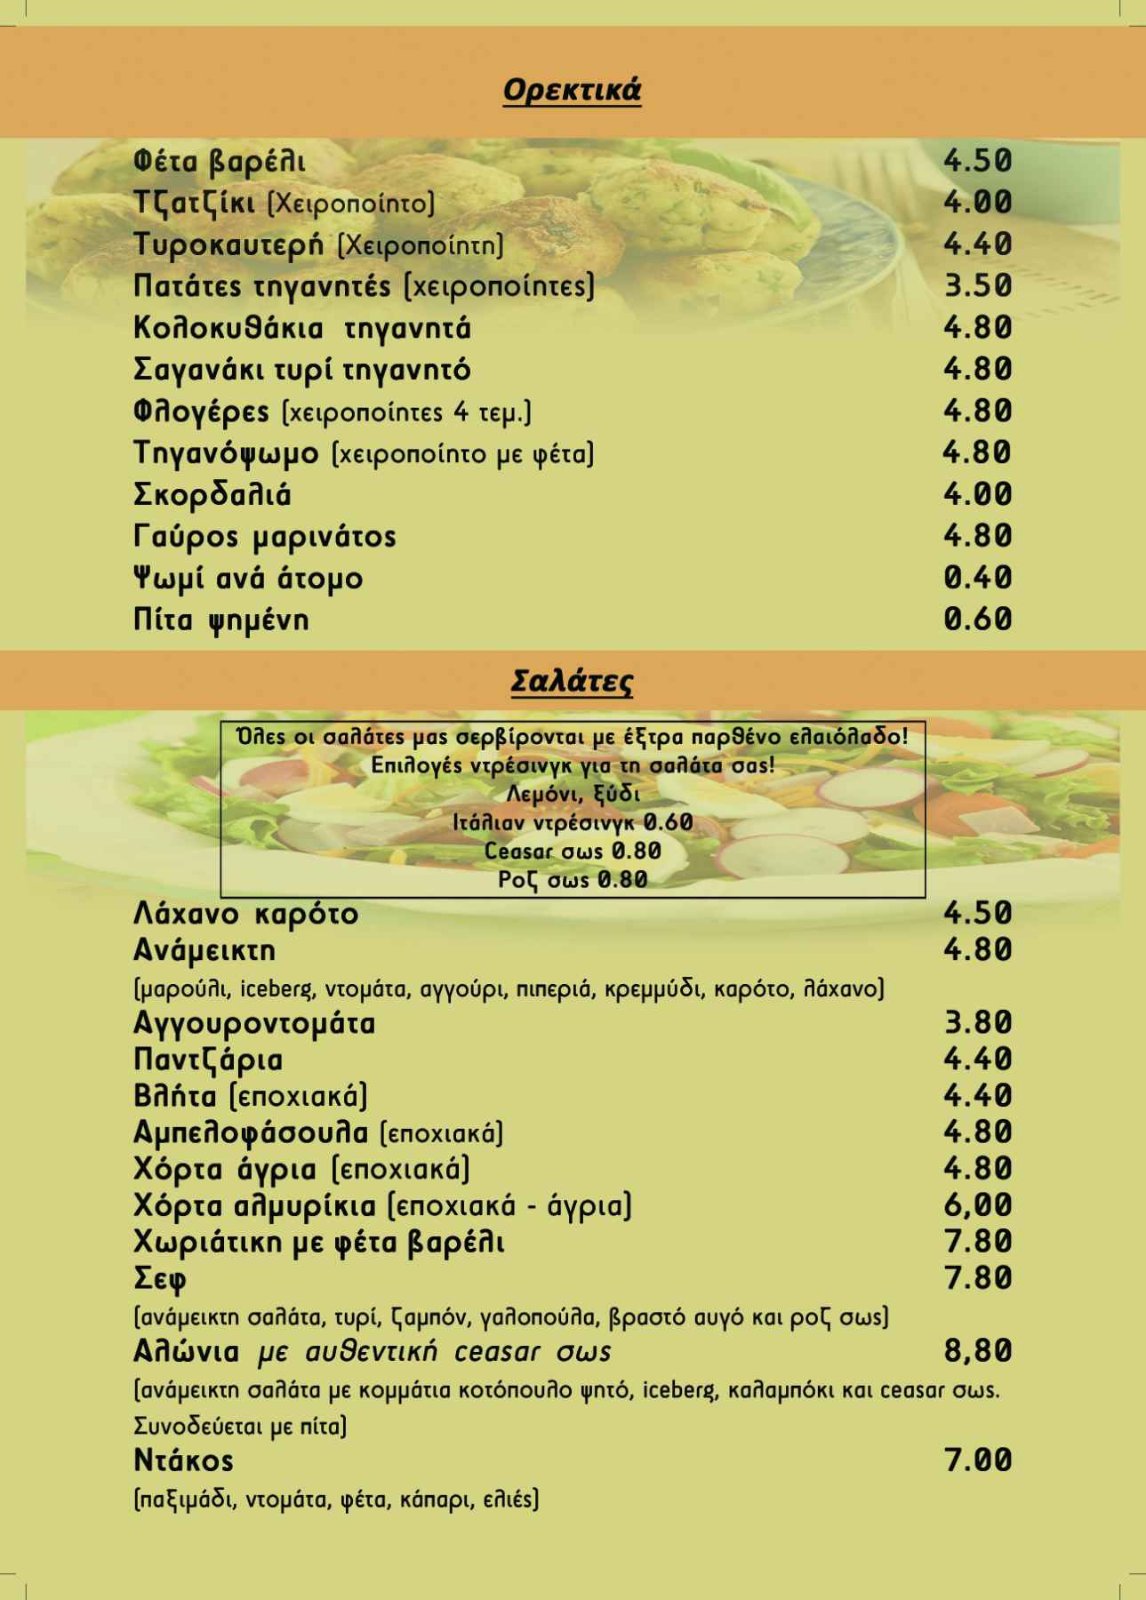 Ορεκτικά
Φέτα βαρέλι 4.50
Τζατζίκι (Χειροποίητο) 4.00
Τυροκαυτερή (Χειροποίητη) 4.40
Πατάτες τηγανητές (χειροποίητες) 3.50
Κολοκυθάκια τηγανητά 4.80
Σαγανάκι τυρί τηγανητό 4.80
Φλογέρες (χειροποίητες 4 τεμ.) 4.80
Τηγανόψωμο (χειροποίητο με φέτα) 4.80
Σκορδαλιά 4.00
Γαύρος μαρινάτος 4.80
Ψωμί ανά άτομο 0.40
Πίτα ψημένη 0.60
Σαλάτες
Όλες οι σαλάτες μας σερβίρονται με έξτρα παρθένο ελαιόλαδο!
Επιλογές ντρέσινγκ για τη σαλάτα σας!
Λεμόνι, ξύδι
Ιτάλιαν ντρέσινγκ 0.60
Ceasar σως 0.80
Ροζ σως 0.80
Λάχανο καρότο 4.50
Ανάμεικτη 4.80
(μαρούλι, iceberg, ντομάτα, αγγούρι, πιπεριά, κρεμμύδι, καρότο, λάχανο)
Αγγουροντομάτα 3.80
Παντζάρια 4.40
Βλήτα (εποχιακά) 4.40
Αμπελοφάσουλα (εποχιακά) 4.80
Χόρτα άγρια (εποχιακά) 4.80
Χόρτα αλμυρίκια (εποχιακά - άγρια) 6,00
Χωριάτικη με φέτα βαρέλι 7.80
Σεφ 7.80
(ανάμεικτη σαλάτα, τυρί, ζαμπόν, γαλοπούλα, βραστό αυγό και ροζ σως)
Αλώνια με αυθεντική ceasar σως 8,80
(ανάμεικτη σαλάτα με κομμάτια κοτόπουλο ψητό, iceberg, καλαμπόκι και ceasar σως.
Συνοδεύεται με πίτα)
Ντάκος 7.00
(παξιμάδι, ντομάτα, φέτα, κάπαρι, ελιές)